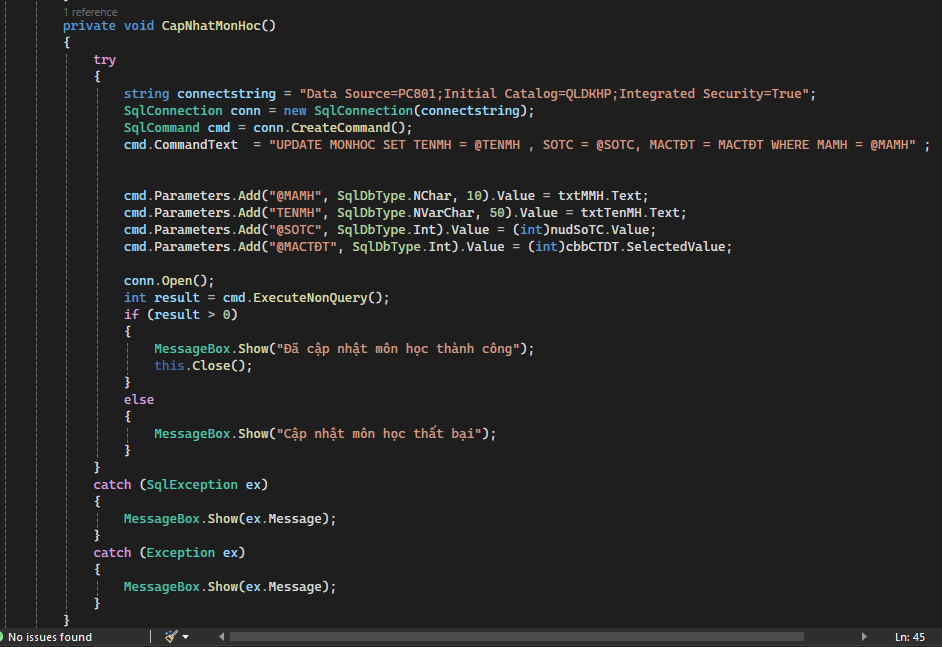 1 reference
private void CapNhatMonHoc()
{
try
{
string connectstring = "Data Source=PC801;Initial Catalog=QLDKHP;Integrated Security=True";
SqlConnection conn = new SqlConnection(connectstring);
SqlCommand cmd = conn.CreateCommand();
cmd.CommandText = "UPDATE MONHOC SET TENMH = @TENMH , SOTC = @SOTC, MACTĐT = MACTĐT WHERE MAMH = @MAMH" ;
cmd.Parameters.Add("@MAMH", SqlDbType.NChar, 10).Value = txtMMH.Text;
cmd.Parameters.Add("TENMH", SqlDbType.NVarChar, 50).Value = txtTenMH.Text;
cmd.Parameters.Add("@SOTC", SqlDbType.Int).Value = (int)nudSoTC.Value;
cmd.Parameters.Add("@MACTĐT", SqlDbType.Int).Value = (int)cbbCTDT.SelectedValue;
conn.Open();
int result = cmd.ExecuteNonQuery();
if (result > 0)
{
MessageBox.Show("Đã cập nhật môn học thành công");
this.Close();
}
else
{
MessageBox.Show("Cập nhật môn học thất bại");
}
}
catch (SqlException ex)
{
MessageBox.Show(ex.Message);
}
catch (Exception ex)
{
MessageBox.Show(ex.Message);
}
}
No issues found
Ln: 45